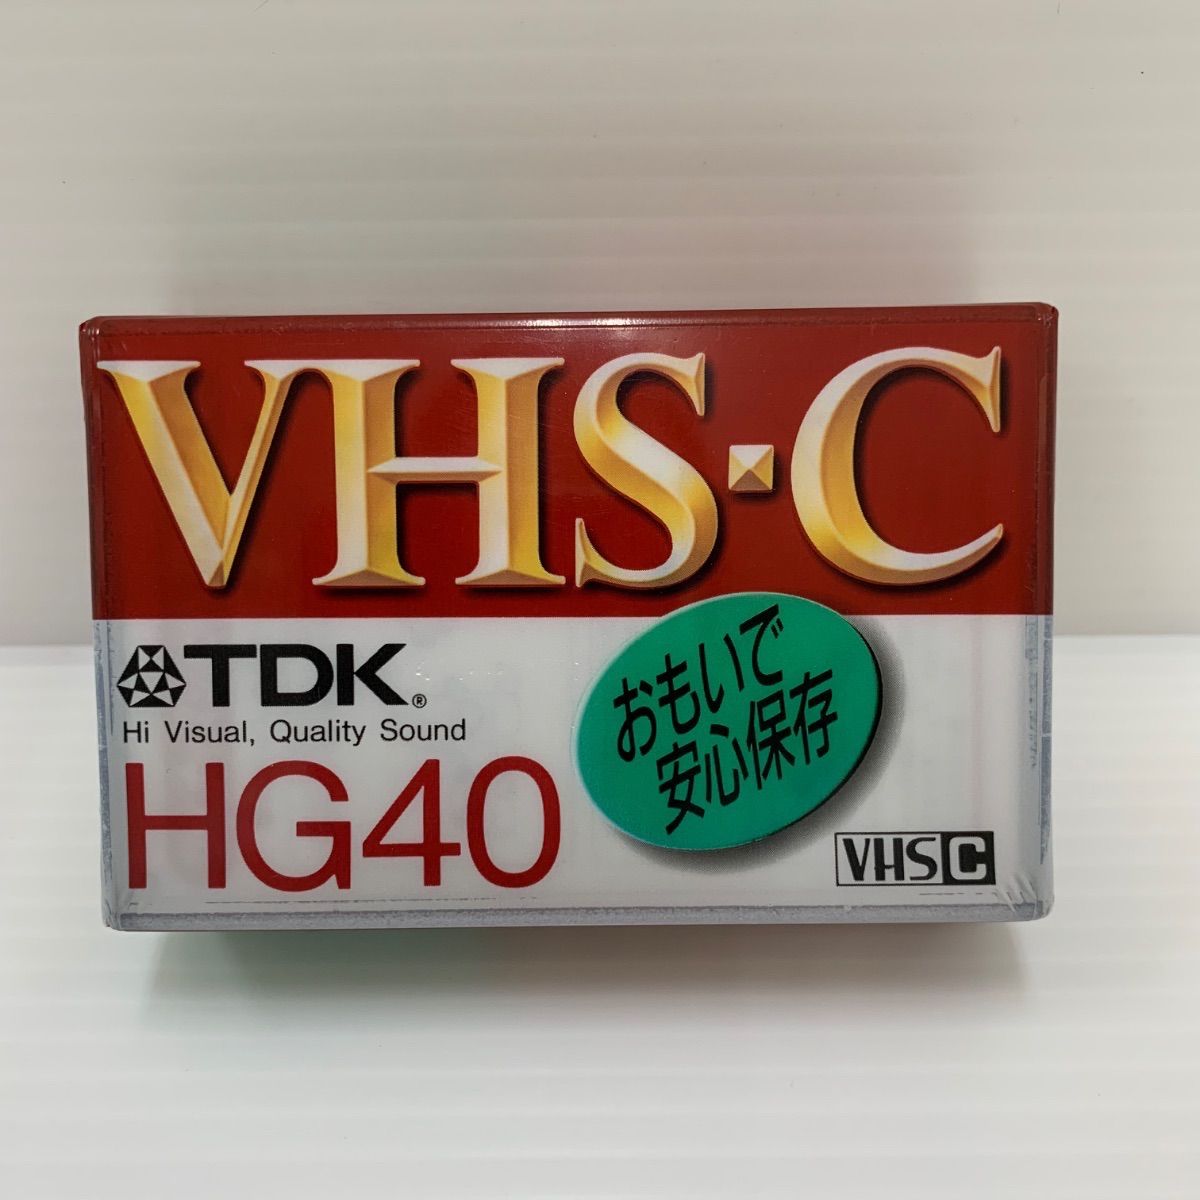 VHS-C
TDK®
Hi Visual, Quality Sound
HG40
おもいで
安心保存
VHS C